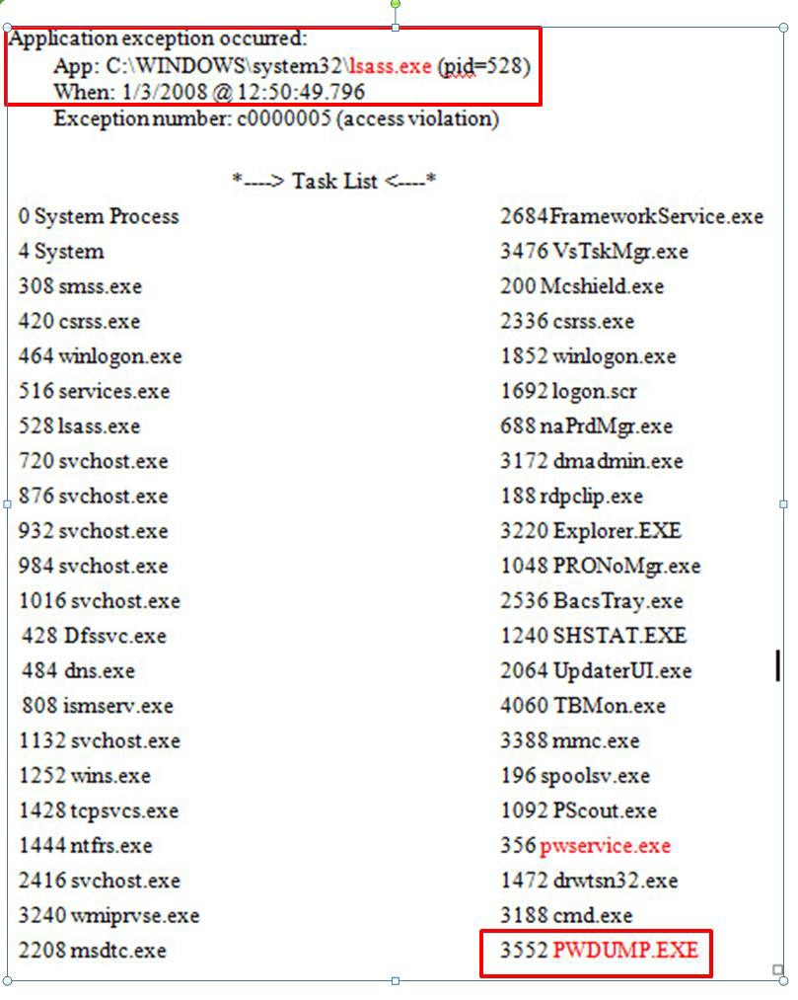 Application exception occurred:
App: C:\WINDOWS\system32\lsass.exe (pid=528)
When: 1/3/2008 @ 12:50:49.796
Exception number: c0000005 (access violation)
*----> Task List <----*
0 System Process
4 System
308 smss.exe
420 csrss.exe
464 winlogon.exe
516 services.exe
528 lsass.exe
720 svchost.exe
876 svchost.exe
932 svchost.exe
984 svchost.exe
1016 svchost.exe
428 Dfssvc.exe
484 dns.exe
808 ismserv.exe
1132 svchost.exe
1252 wins.exe
1428 tcpsvcs.exe
1444 ntfrs.exe
2416 svchost.exe
3240 wmiprvse.exe
2208 msdtc.exe
2684FrameworkService.exe
3476 VsTskMgr.exe
200 Mcshield.exe
2336 csrss.exe
1852 winlogon.exe
1692 logon.scr
688 naPrdMgr.exe
3172 dmadmin.exe
188 rdpclip.exe
3220 Explorer.EXE
1048 PRONoMgr.exe
2536 BacsTray.exe
1240 SHSTAT.EXE
2064 UpdaterUI.exe
4060 TBMon.exe
3388 mmc.exe
196 spoolsv.exe
1092 PScout.exe
356 pwservice.exe
1472 drwtsn32.exe
3188 cmd.exe
3552 PWDUMP.EXE